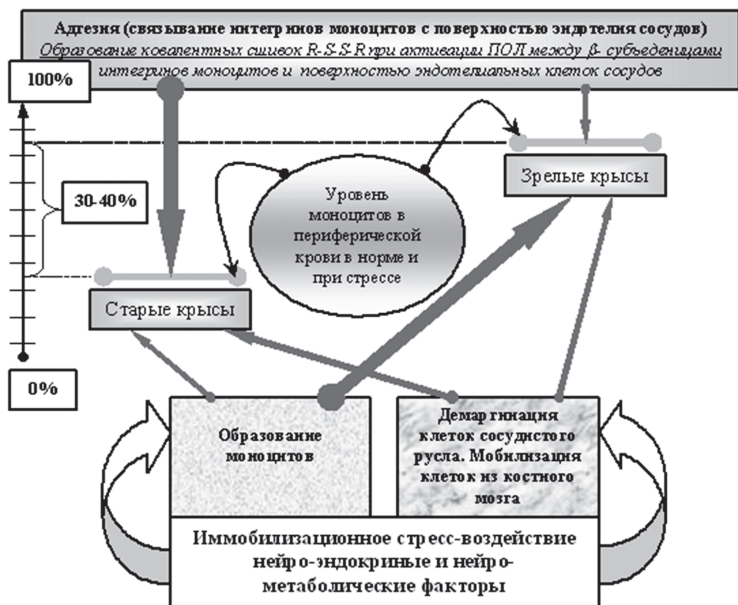 Адгезия (связывание интегринов моноцитов с поверхностью эндотелия сосудов)
Образование ковалентных сшивок R-S-S-R при активации ПОЛ между β- субъеденицами
интегринов моноцитов и поверхностью эндотелиальных клеток сосудов
100%
30-40%
0%
Уровень
моноцитов в
периферической
крови в норме и
при стрессе
Зрелые крысы
Старые крысы
Образование
моноцитов
Демаргинация
клеток сосудистого
русла. Мобилизация
клеток из костного
мозга
Иммобилизационное стресс-воздействие
нейро-эндокриные и нейро-
метаболические факторы